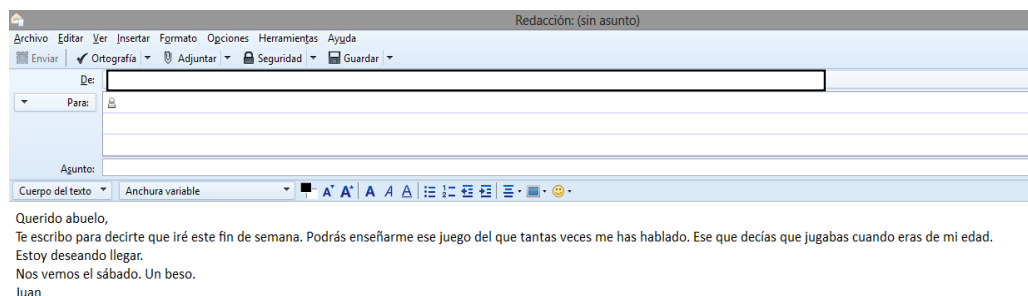 Redacción: (sin asunto)
Archivo Editar Ver Insertar Formato Opciones Herramientas Ayuda
Enviar Ortografía Adjuntar Seguridad Guardar
De:
Para:
Asunto:
Cuerpo del texto Anchura variable
Querido abuelo,
Te escribo para decirte que iré este fin de semana. Podrás enseñarme ese juego del que tantas veces me has hablado. Ese que decías que jugabas cuando eras de mi edad.
Estoy deseando llegar.
Nos vemos el sábado. Un beso.
Juan